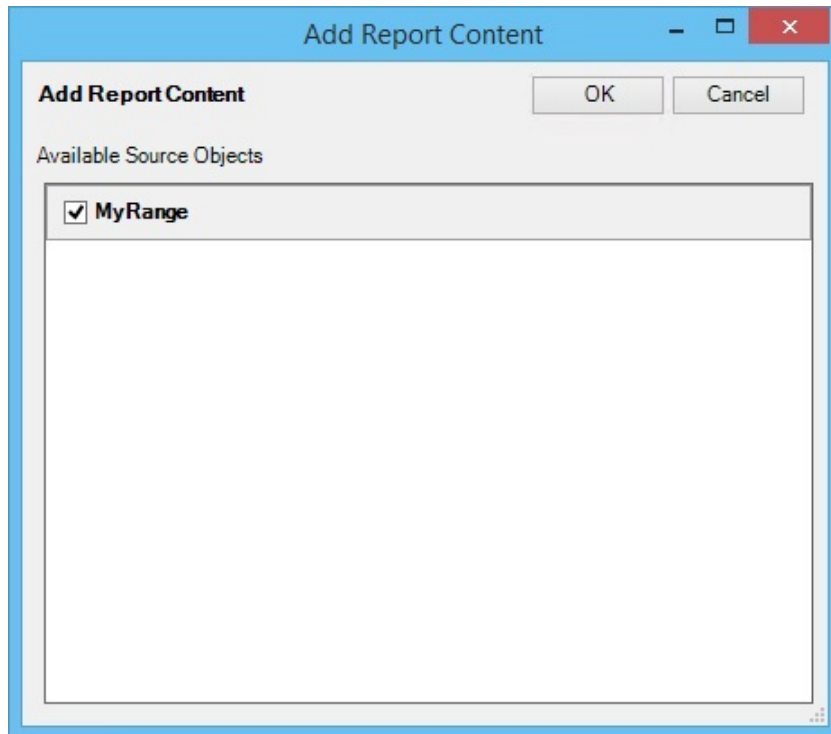 Add Report Content
Add Report Content OK Cancel
Available Source Objects
MyRange